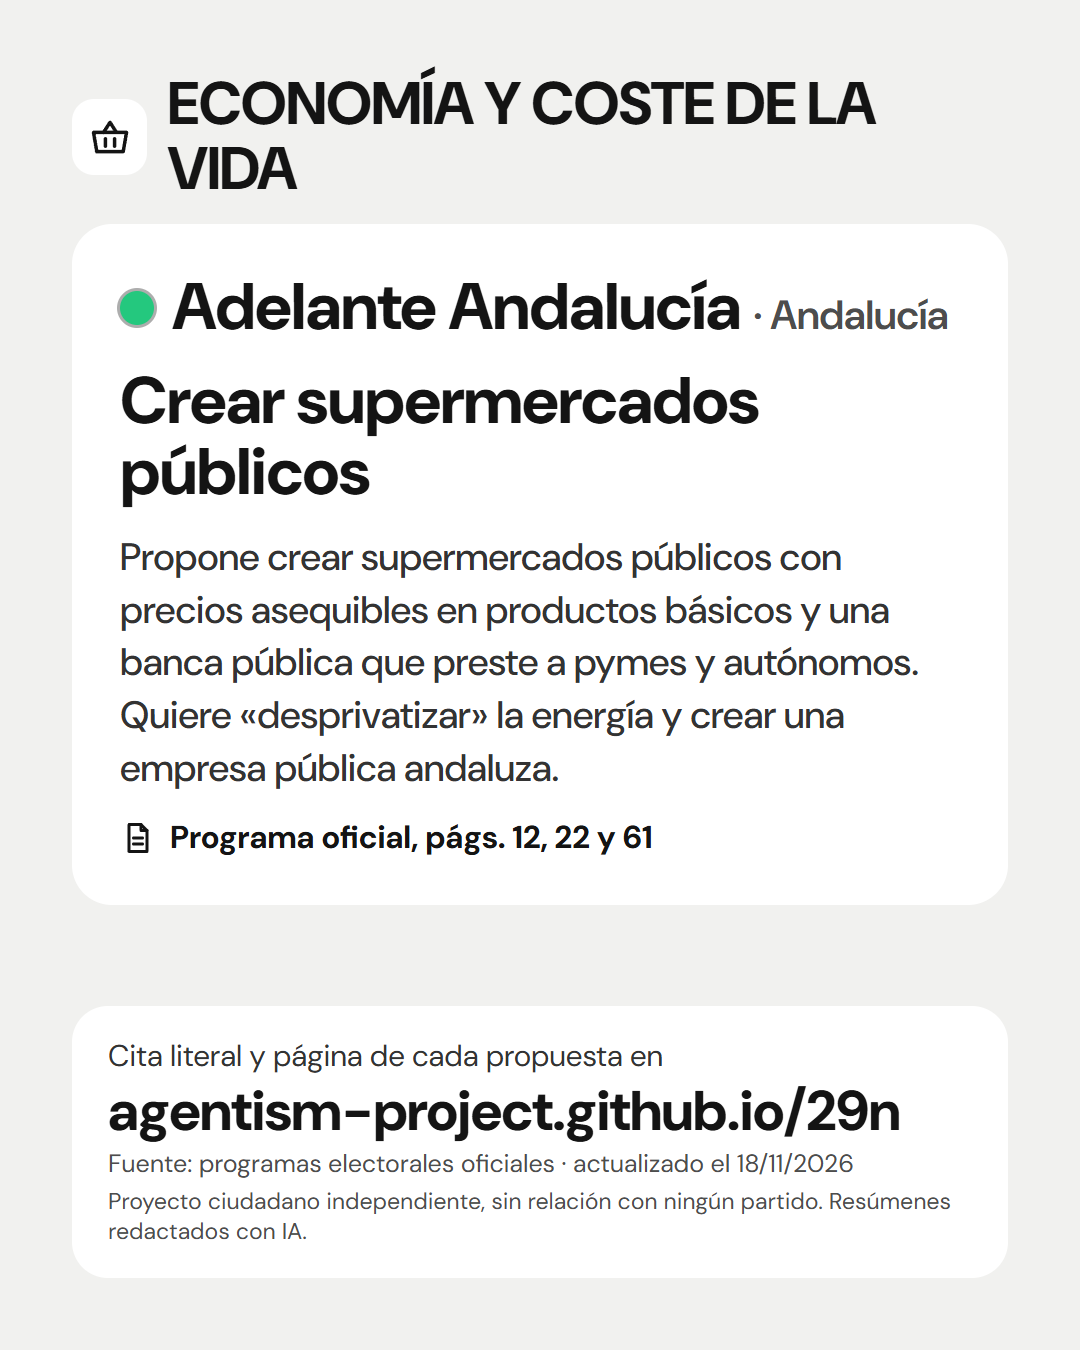 ECONOMÍA Y COSTE DE LA
VIDA
Adelante Andalucía · Andalucía
Crear supermercados
públicos
Propone crear supermercados públicos con
precios asequibles en productos básicos y una
banca pública que preste a pymes y autónomos.
Quiere «desprivatizar» la energía y crear una
empresa pública andaluza.
Programa oficial, págs. 12, 22 y 61
Cita literal y página de cada propuesta en
agentism-project.github.io/29n
Fuente: programas electorales oficiales · actualizado el 18/11/2026
Proyecto ciudadano independiente, sin relación con ningún partido. Resúmenes
redactados con IA.